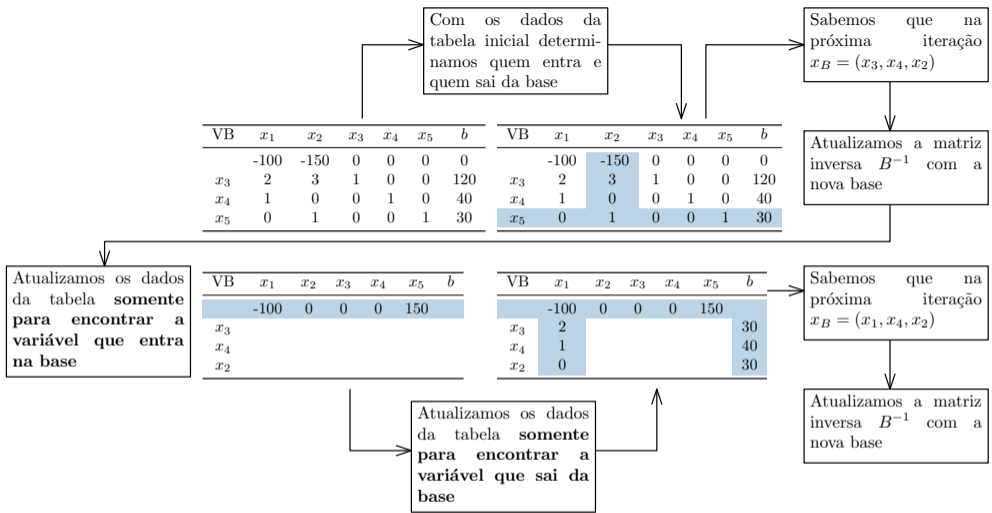 Com os dados da
tabela inicial determi-
namos quem entra e
quem sai da base
Sabemos que na
próxima iteração
x_B = (x_3, x_4, x_2)
VB x_1 x_2 x_3 x_4 x_5 b
-100 -150 0 0 0 0
x_3 2 3 1 0 0 120
x_4 1 0 0 1 0 40
x_5 0 1 0 0 1 30
VB x_1 x_2 x_3 x_4 x_5 b
-100 -150 0 0 0 0
x_3 2 3 1 0 0 120
x_4 1 0 0 1 0 40
x_5 0 1 0 0 1 30
Atualizamos a matriz
inversa B^{-1} com a
nova base
Atualizamos os dados
da tabela somente
para encontrar a
variável que entra
na base
VB x_1 x_2 x_3 x_4 x_5 b
-100 0 0 0 150
x_3
x_4
x_2
VB x_1 x_2 x_3 x_4 x_5 b
-100 0 0 0 150
x_3 2 30
x_4 1 40
x_2 0 30
Sabemos que na
próxima iteração
x_B = (x_1, x_4, x_2)
Atualizamos os dados
da tabela somente
para encontrar a
variável que sai da
base
Atualizamos a matriz
inversa B^{-1} com a
nova base